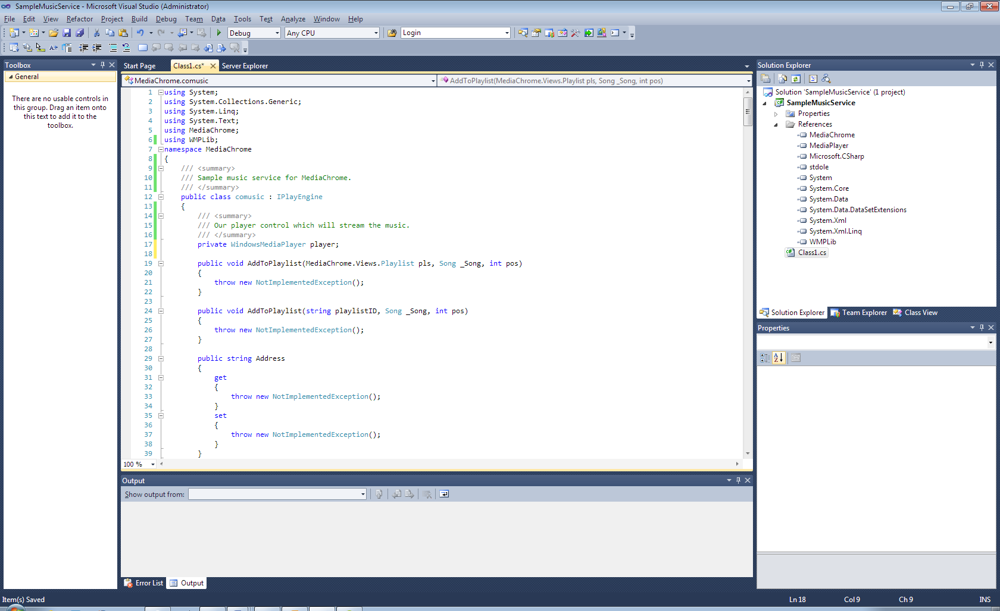 SampleMusicService - Microsoft Visual Studio (Administrator)
File Edit View Refactor Project Build Debug Team Data Tools Test Analyze Window Help
Debug Any CPU Login
Toolbox
General
There are no usable controls in
this group. Drag an item onto
this text to add it to the
toolbox.
Start Page Class1.cs* Server Explorer
MediaChrome.comusic AddToPlaylist(MediaChrome.Views.Playlist pls, Song _Song, int pos)
1 using System;
2 using System.Collections.Generic;
3 using System.Linq;
4 using System.Text;
5 using MediaChrome;
6 using WMPLib;
7 namespace MediaChrome
8 {
9 /// <summary>
10 /// Sample music service for MediaChrome.
11 /// </summary>
12 public class comusic : IPlayEngine
13 {
14 /// <summary>
15 /// Our player control which will stream the music.
16 /// </summary>
17 private WindowsMediaPlayer player;
18
19 public void AddToPlaylist(MediaChrome.Views.Playlist pls, Song _Song, int pos)
20 {
21 throw new NotImplementedException();
22 }
23
24 public void AddToPlaylist(string playlistID, Song _Song, int pos)
25 {
26 throw new NotImplementedException();
27 }
28
29 public string Address
30 {
31 get
32 {
33 throw new NotImplementedException();
34 }
35 set
36 {
37 throw new NotImplementedException();
38 }
39 }
100 %
Output
Show output from:
Error List Output
Solution Explorer
Solution 'SampleMusicService' (1 project)
SampleMusicService
Properties
References
MediaChrome
MediaPlayer
Microsoft.CSharp
stdole
System
System.Core
System.Data
System.Data.DataSetExtensions
System.Xml
System.Xml.Linq
WMPLib
Class1.cs
Solution Explorer Team Explorer Class View
Properties
Item(s) Saved Ln 18 Col 9 Ch 9 INS